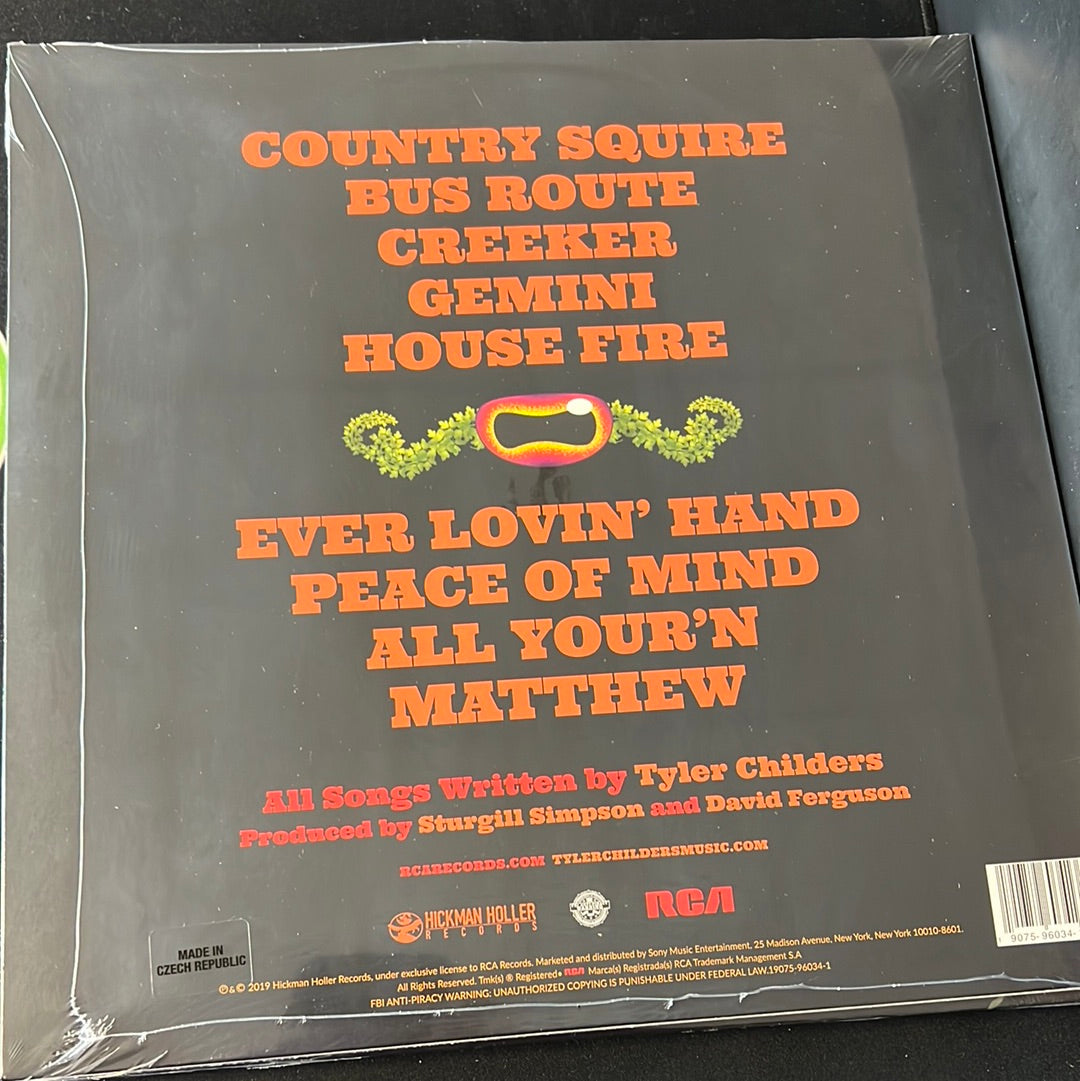 COUNTRY SQUIRE
BUS ROUTE
CREEKER
GEMINI
HOUSE FIRE
EVER LOVIN' HAND
PEACE OF MIND
ALL YOUR'N
MATTHEW
All Songs Written by Tyler Childers
Produced by Sturgill Simpson and David Ferguson
RCARECORDS.COM TYLERCHILDERSMUSIC.COM
HICKMAN HOLLER
RECORDS
RCA
9075-96034-
MADE IN
CZECH REPUBLIC
℗ & © 2019 Hickman Holler Records, under exclusive license to RCA Records. Marketed and distributed by Sony Music Entertainment, 25 Madison Avenue, New York, New York 10010-8601.
All Rights Reserved. Tmk(s) ® Registered • RCA Marca(s) Registrada(s) RCA Trademark Management S.A
FBI ANTI-PIRACY WARNING: UNAUTHORIZED COPYING IS PUNISHABLE UNDER FEDERAL LAW.19075-96034-1